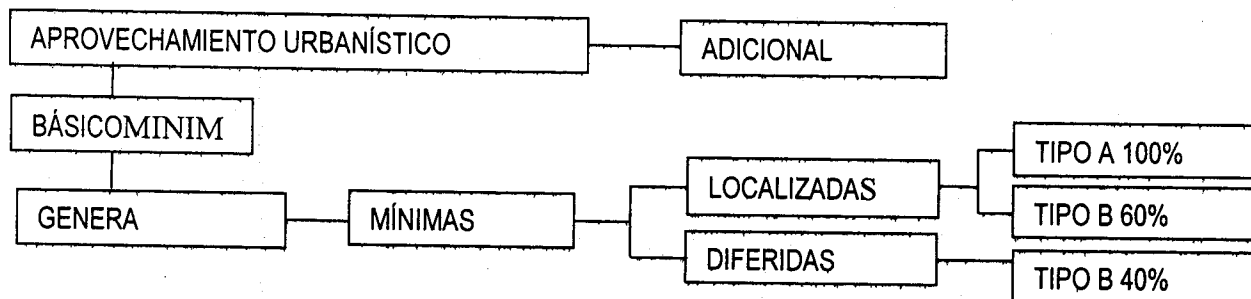 APROVECHAMIENTO URBANÍSTICO
ADICIONAL
BÁSICOMINIM
GENERA
MÍNIMAS
LOCALIZADAS
DIFERIDAS
TIPO A 100%
TIPO B 60%
TIPO B 40%